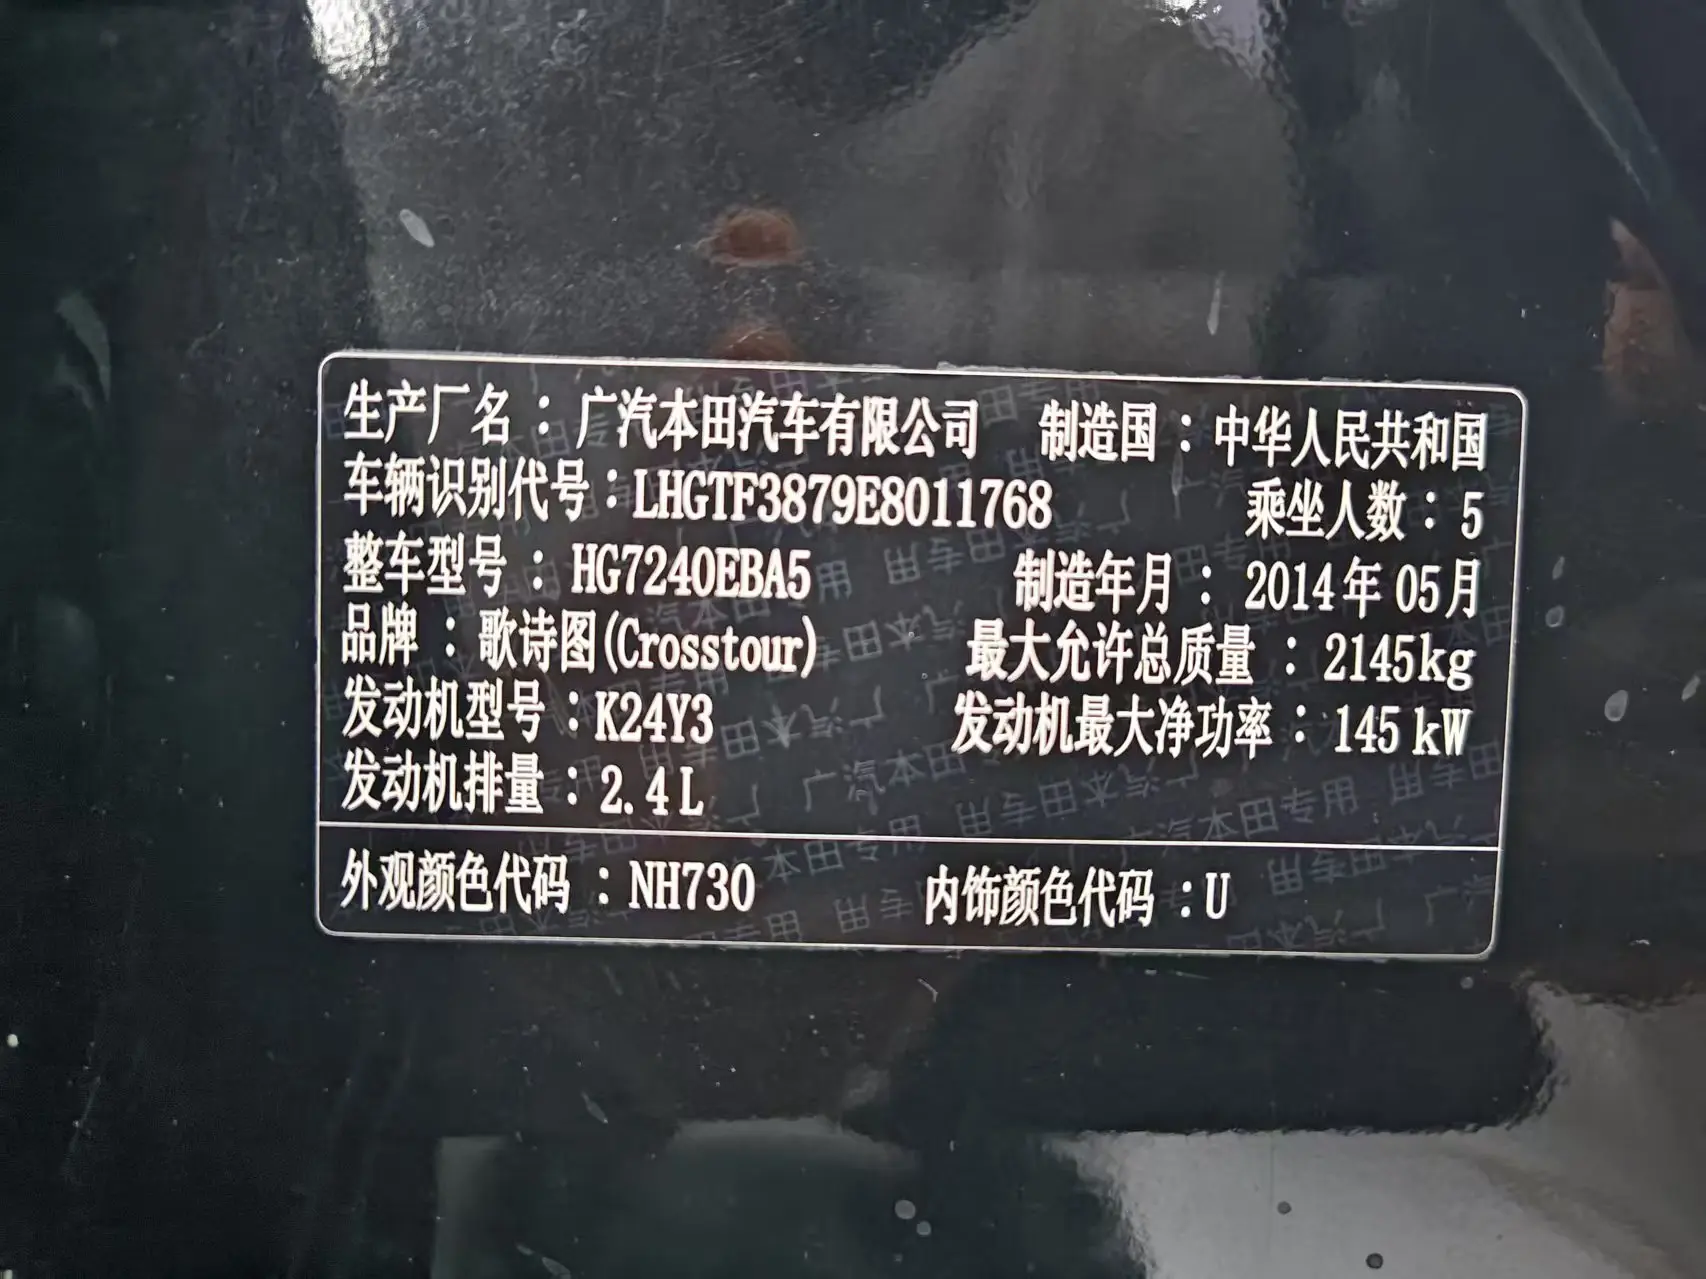 生产厂名：广汽本田汽车有限公司 制造国：中华人民共和国
车辆识别代号：LHGTF3879E8011768 乘坐人数：5
整车型号：HG7240EBA5 制造年月：2014年05月
品牌：歌诗图(Crosstour) 最大允许总质量：2145kg
发动机型号：K24Y3 发动机最大净功率：145kW
发动机排量：2.4L
外观颜色代码：NH730 内饰颜色代码：U